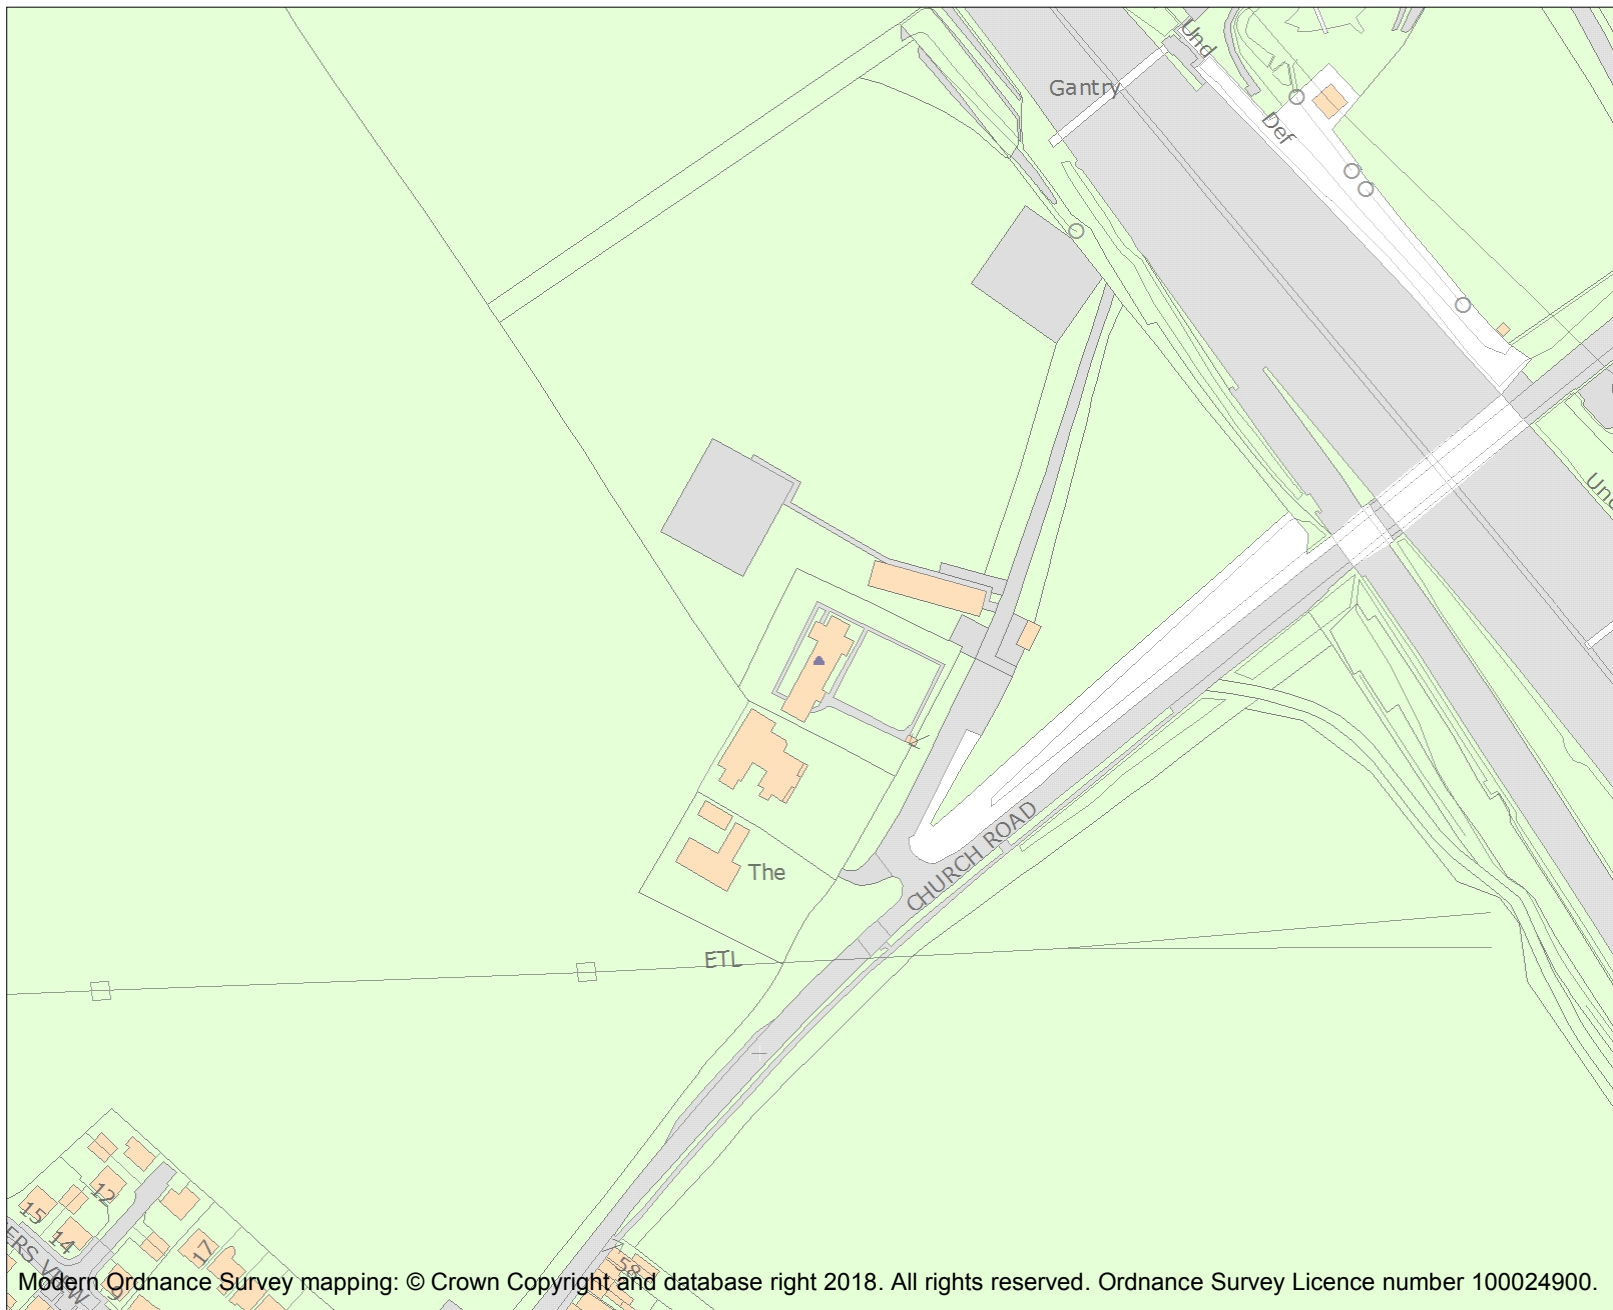 Und
Gantry
Def
The
CHURCH ROAD
ETL
12
15
14
17
58
9
Modern Ordnance Survey mapping: © Crown Copyright and database right 2018. All rights reserved. Ordnance Survey Licence number 100024900.